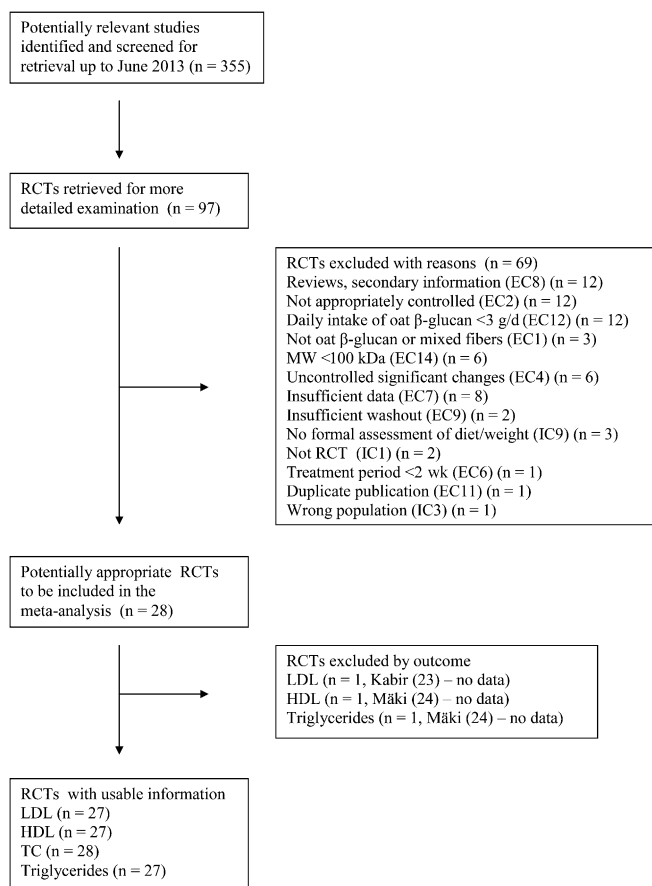 Potentially relevant studies
identified and screened for
retrieval up to June 2013 (n = 355)
RCTs retrieved for more
detailed examination (n = 97)
RCTs excluded with reasons (n = 69)
Reviews, secondary information (EC8) (n = 12)
Not appropriately controlled (EC2) (n = 12)
Daily intake of oat β-glucan <3 g/d (EC12) (n = 12)
Not oat β-glucan or mixed fibers (EC1) (n = 3)
MW <100 kDa (EC14) (n = 6)
Uncontrolled significant changes (EC4) (n = 6)
Insufficient data (EC7) (n = 8)
Insufficient washout (EC9) (n = 2)
No formal assessment of diet/weight (IC9) (n = 3)
Not RCT (IC1) (n = 2)
Treatment period <2 wk (EC6) (n = 1)
Duplicate publication (EC11) (n = 1)
Wrong population (IC3) (n = 1)
Potentially appropriate RCTs
to be included in the
meta-analysis (n = 28)
RCTs excluded by outcome
LDL (n = 1, Kabir (23) – no data)
HDL (n = 1, Mäki (24) – no data)
Triglycerides (n = 1, Mäki (24) – no data)
RCTs with usable information
LDL (n = 27)
HDL (n = 27)
TC (n = 28)
Triglycerides (n = 27)